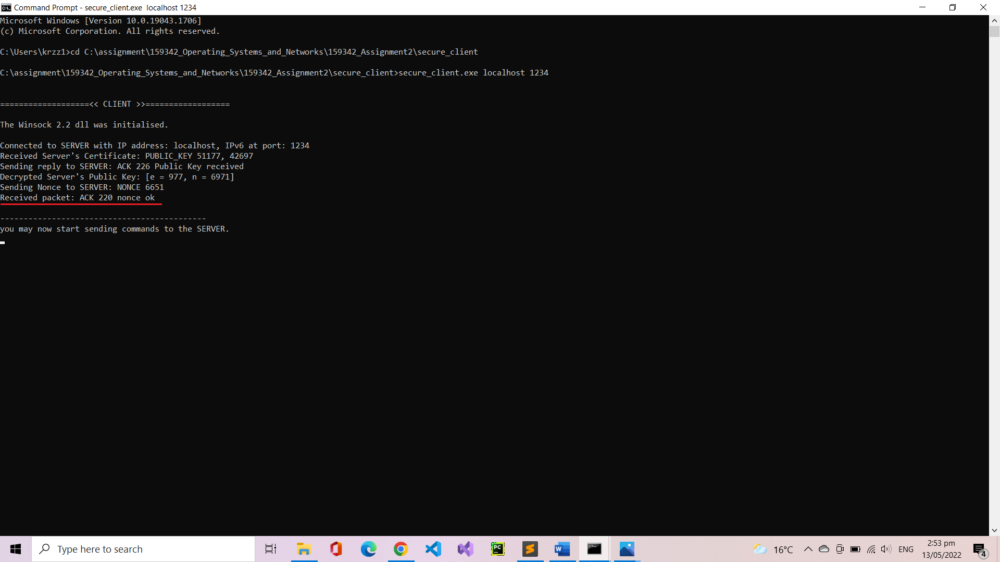 Command Prompt - secure_client.exe  localhost 1234
Microsoft Windows [Version 10.0.19043.1706]
(c) Microsoft Corporation. All rights reserved.
C:\Users\krzz1>cd C:\assignment\159342_Operating_Systems_and_Networks\159342_Assignment2\secure_client
C:\assignment\159342_Operating_Systems_and_Networks\159342_Assignment2\secure_client>secure_client.exe localhost 1234
===================<< CLIENT >>==================
The Winsock 2.2 dll was initialised.
Connected to SERVER with IP address: localhost, IPv6 at port: 1234
Received Server's Certificate: PUBLIC_KEY 51177, 42697
Sending reply to SERVER: ACK 226 Public Key received
Decrypted Server's Public Key: [e = 977, n = 6971]
Sending Nonce to SERVER: NONCE 6651
Received packet: ACK 220 nonce ok
--------------------------------------------
you may now start sending commands to the SERVER.
Type here to search
PC
W
16°C
ENG
2:53 pm
13/05/2022
4